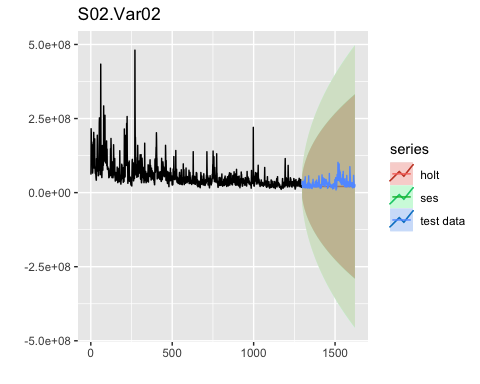 S02.Var02
5.0e+08
2.5e+08
0.0e+00
-2.5e+08
-5.0e+08
0 500 1000 1500
series
holt
ses
test data